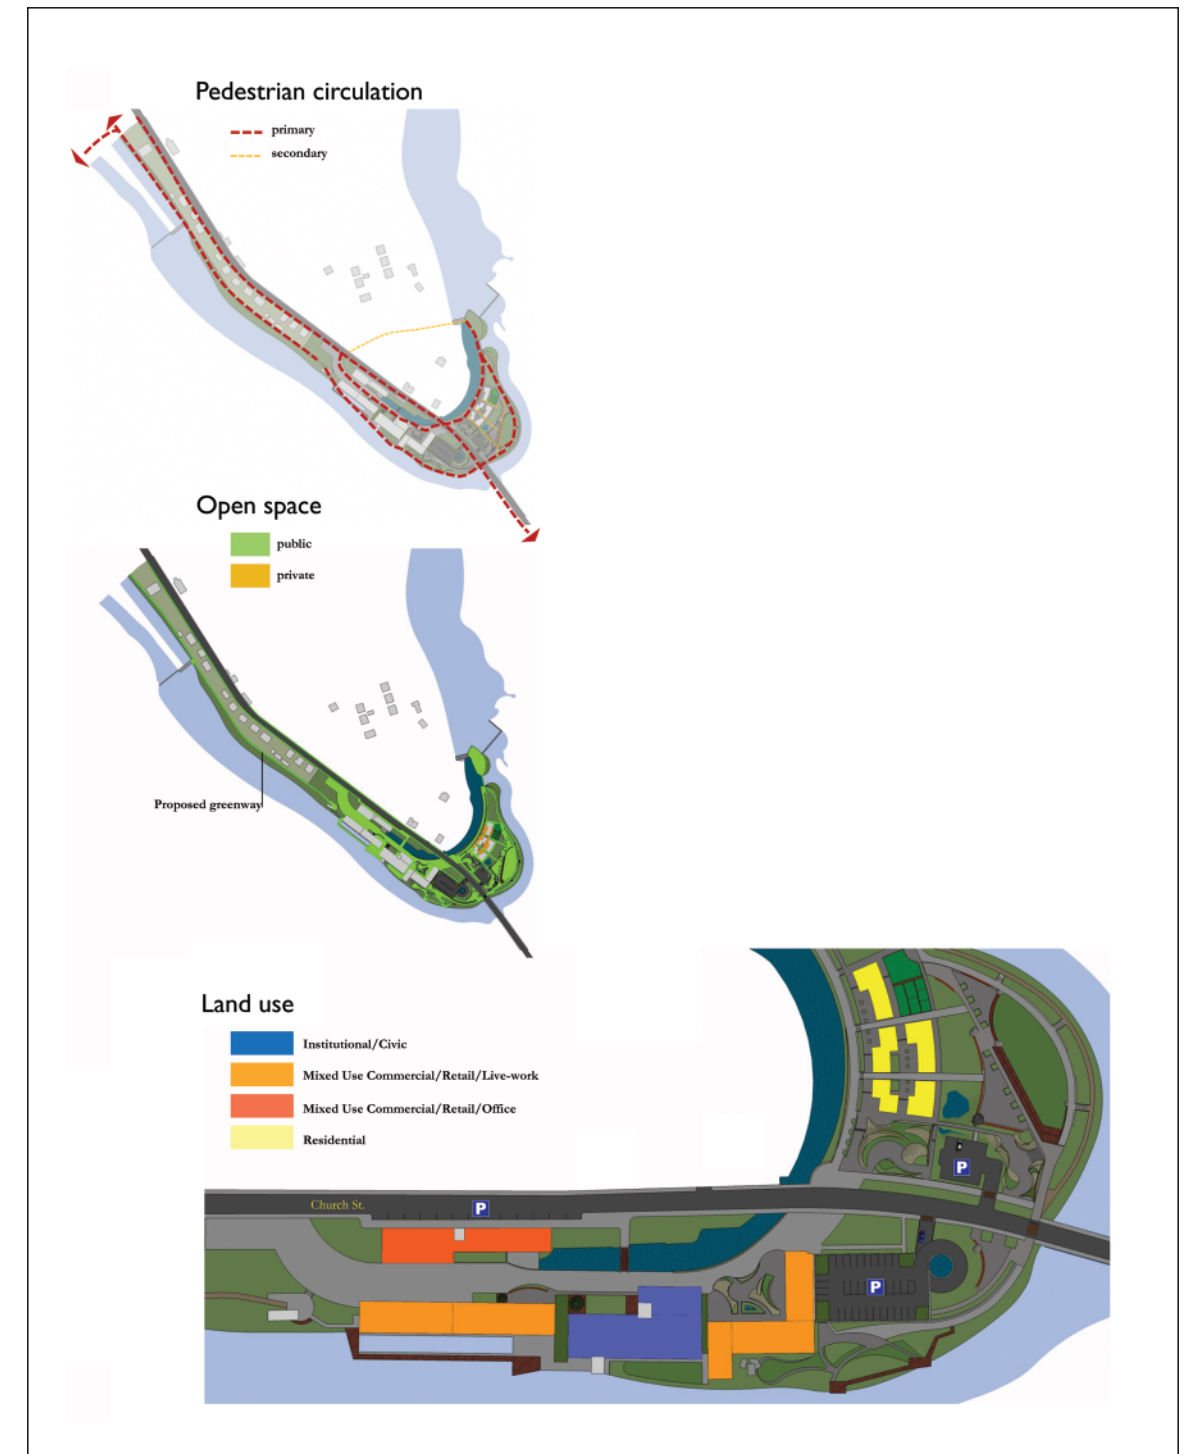 Pedestrian circulation
primary
secondary
Open space
public
private
Proposed greenway
Land use
Institutional/Civic
Mixed Use Commercial/Retail/Live-work
Mixed Use Commercial/Retail/Office
Residential
P
Church St.
P
P